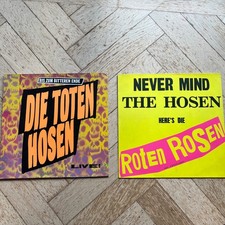 BIS ZUM BITTEREN ENDE
DIE TOTEN
HOSEN
LIVE!
NEVER MIND
THE HOSEN
HERE'S DIE
ROTEN ROSEN